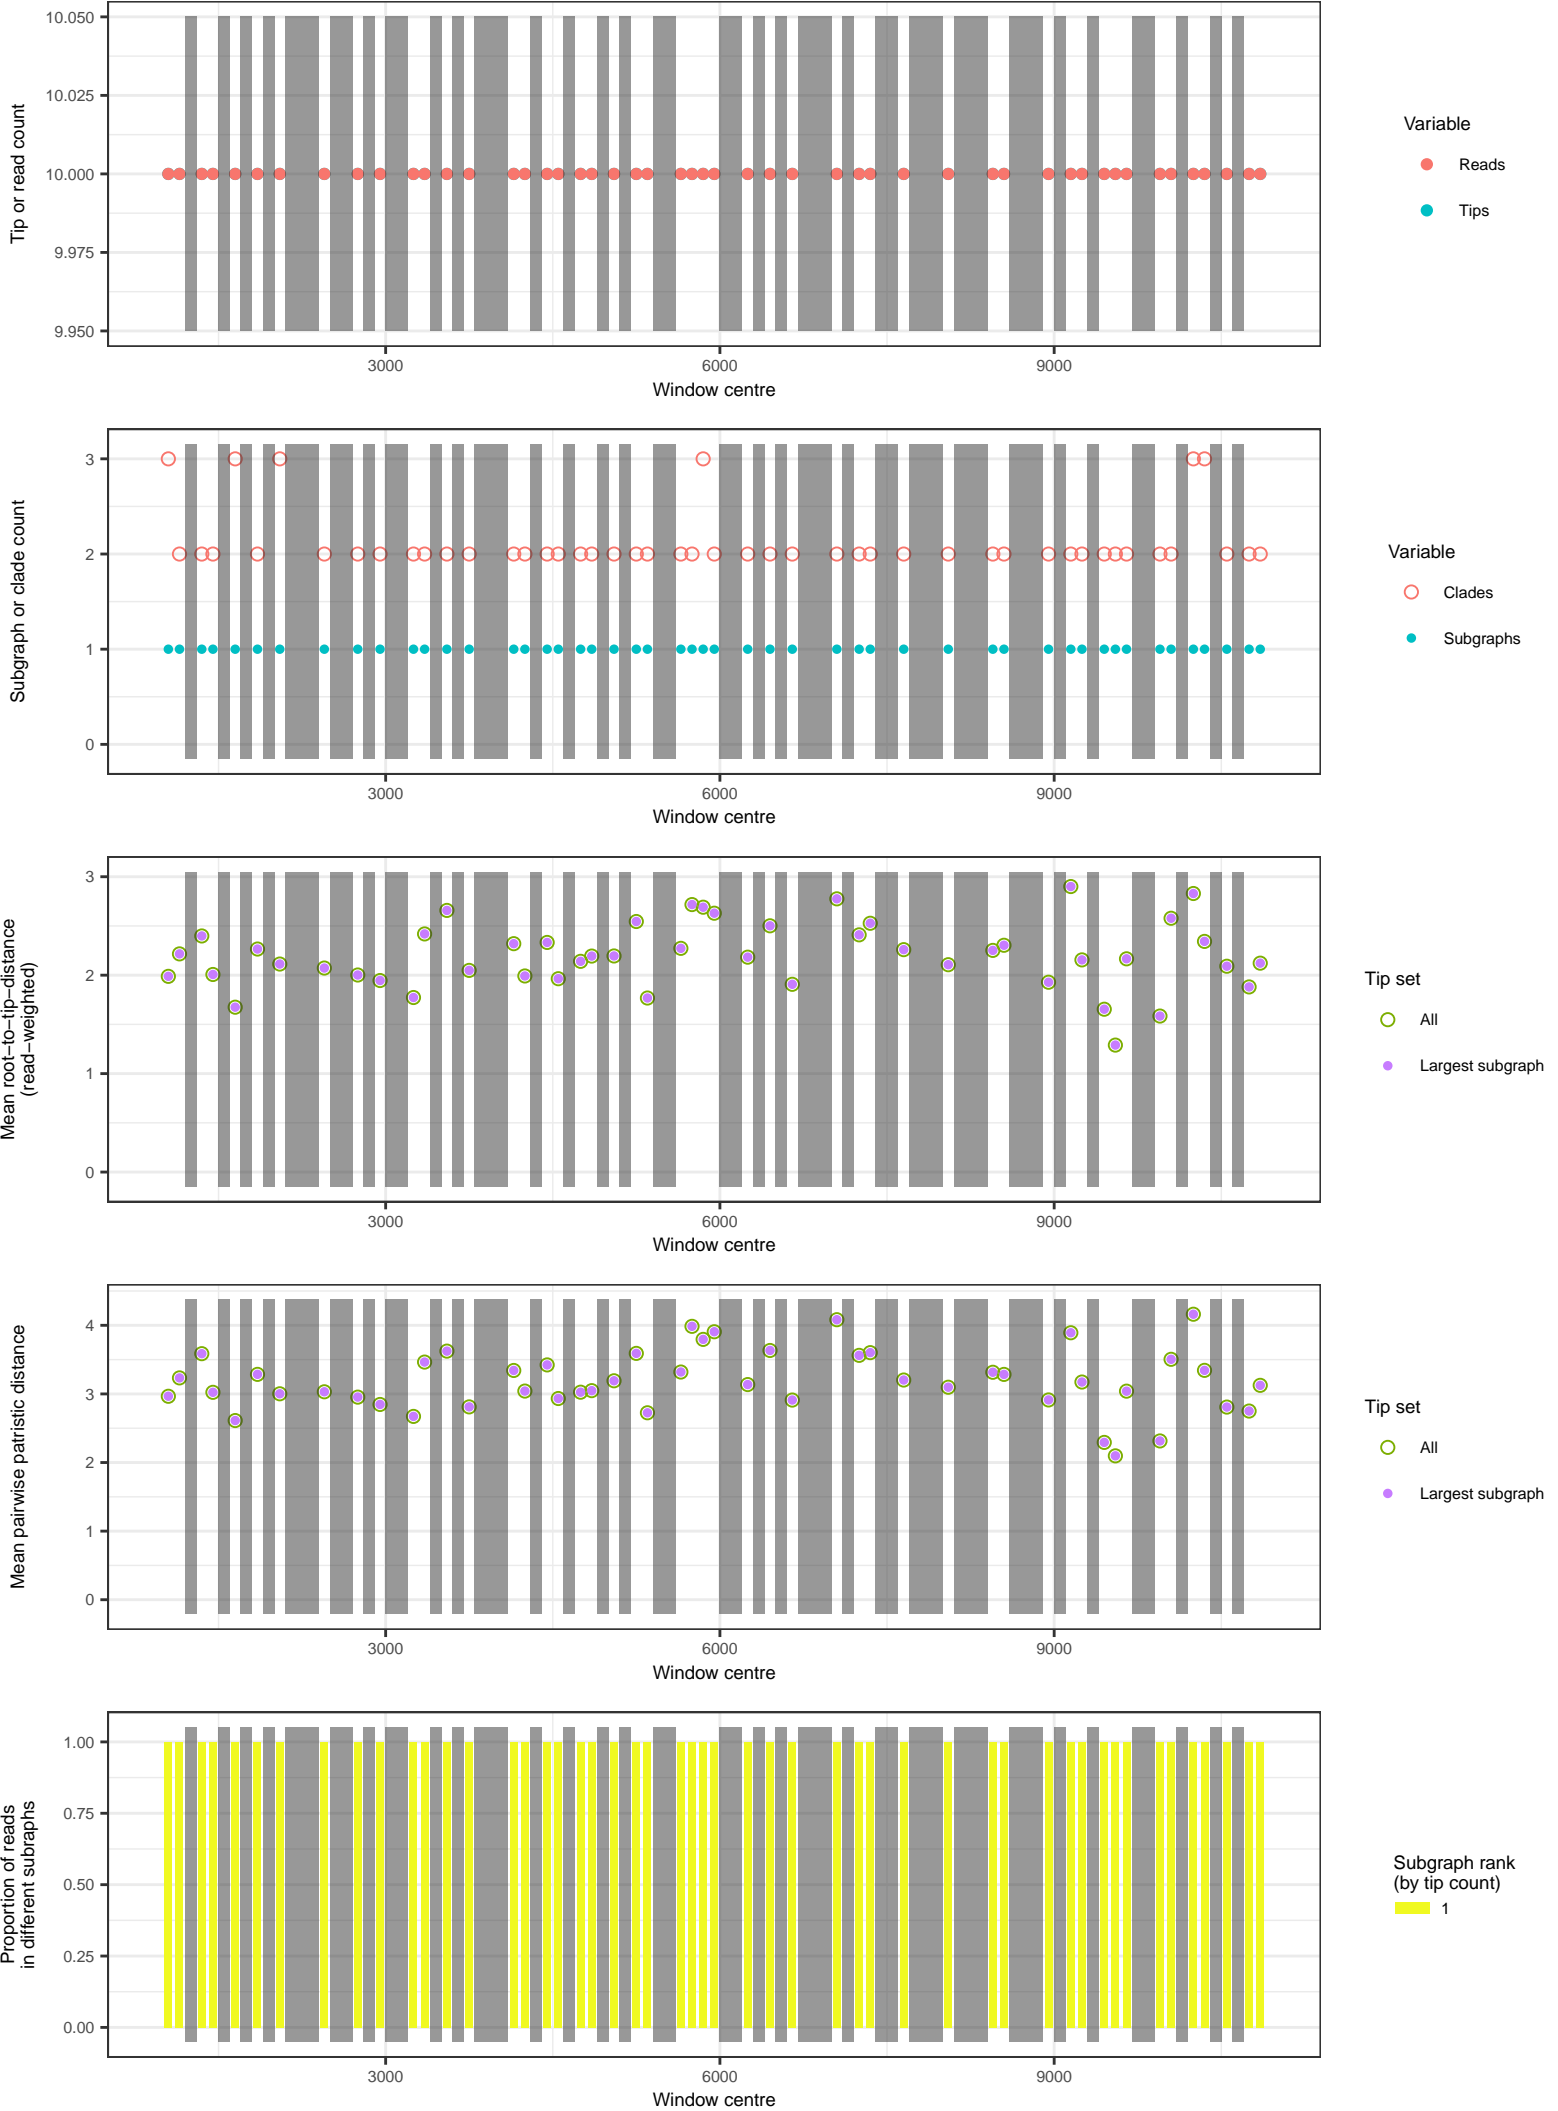 10.050
10.025
10.000
9.975
9.950
Tip or read count
3000
6000
9000
Window centre
Variable
Reads
Tips
3
2
1
0
Subgraph or clade count
3000
6000
9000
Window centre
Variable
Clades
Subgraphs
3
2
1
0
Mean root−to−tip−distance
(read−weighted)
3000
6000
9000
Window centre
Tip set
All
Largest subgraph
4
3
2
1
0
Mean pairwise patristic distance
3000
6000
9000
Window centre
Tip set
All
Largest subgraph
1.00
0.75
0.50
0.25
0.00
Proportion of reads
in different subraphs
3000
6000
9000
Window centre
Subgraph rank
(by tip count)
1